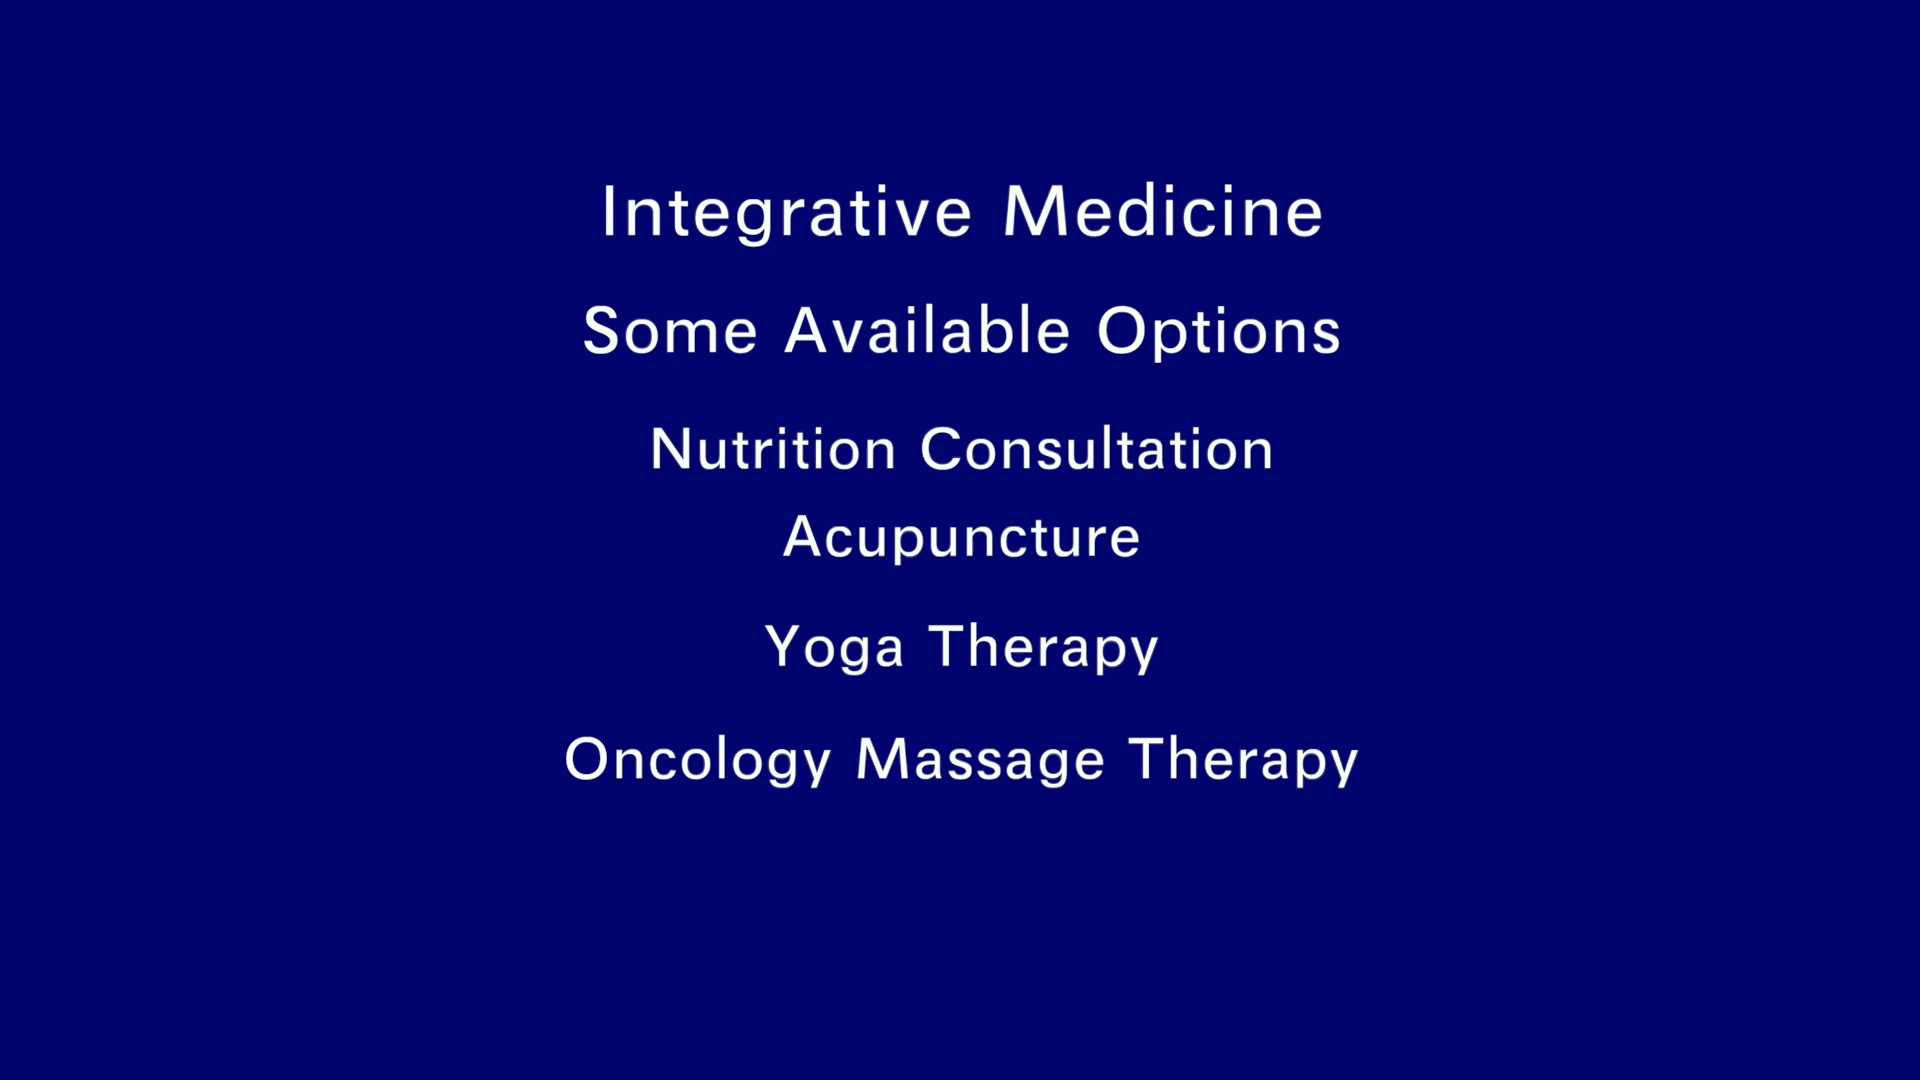 Integrative Medicine
Some Available Options
Nutrition Consultation
Acupuncture
Yoga Therapy
Oncology Massage Therapy